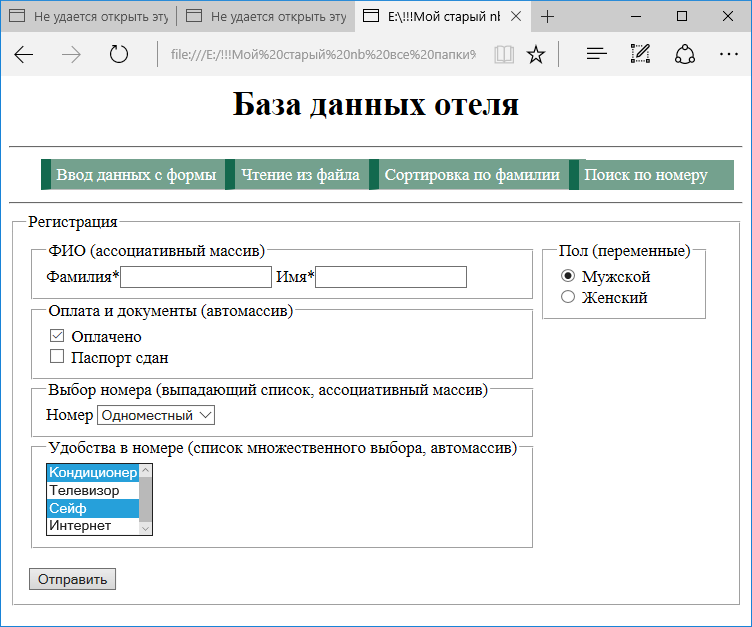 Не удается открыть эту
Не удается открыть эту
E:\!!!Мой старый nb
file:///E:/!!!Мой%20старый%20nb%20все%20папки%
База данных отеля
Ввод данных с формы Чтение из файла Сортировка по фамилии Поиск по номеру
Регистрация
ФИО (ассоциативный массив)
Фамилия* Имя*
Пол (переменные)
Мужской
Женский
Оплата и документы (автомассив)
Оплачено
Паспорт сдан
Выбор номера (выпадающий список, ассоциативный массив)
Номер Одноместный
Удобства в номере (список множественного выбора, автомассив)
Кондиционер
Телевизор
Сейф
Интернет
Отправить